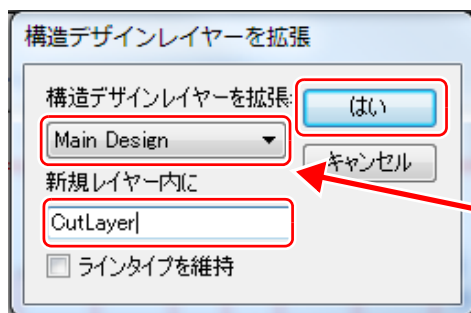 構造デザインレイヤーを拡張
構造デザインレイヤーを拡張:
はい
Main Design
キャンセル
新規レイヤー内に
CutLayer
ラインタイプを維持